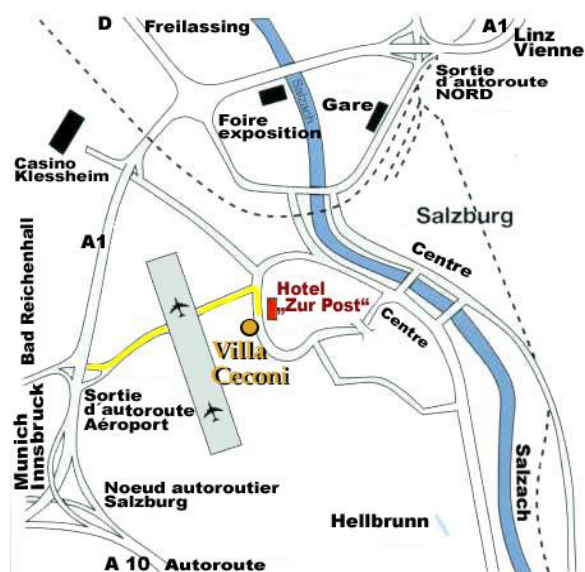 D
Freilassing
A1
Linz
Vienne
Sortie
d'autoroute
NORD
Salzach
Gare
Foire
exposition
Casino
Klessheim
Salzburg
Centre
A1
Bad Reichenhall
Hotel
„Zur Post“
Centre
Villa
Ceconi
Sortie
d´autoroute
Aéroport
Munich
Innsbruck
Noeud autoroutier
Salzburg
Salzach
Hellbrunn
A 10 Autoroute